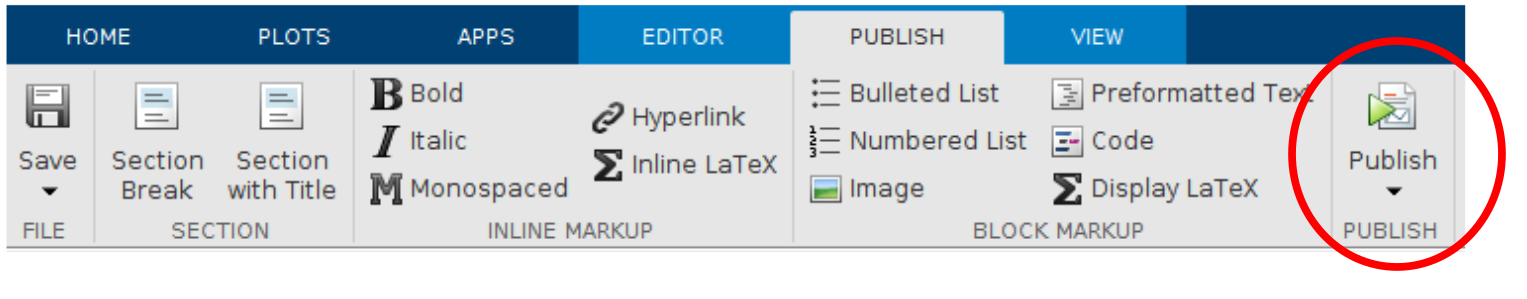 HOME PLOTS APPS EDITOR PUBLISH VIEW
Save
Section Break
Section with Title
Bold
Italic
Monospaced
Hyperlink
Inline LaTeX
Bulleted List
Numbered List
Image
Preformatted Text
Code
Display LaTeX
Publish
FILE SECTION INLINE MARKUP BLOCK MARKUP PUBLISH